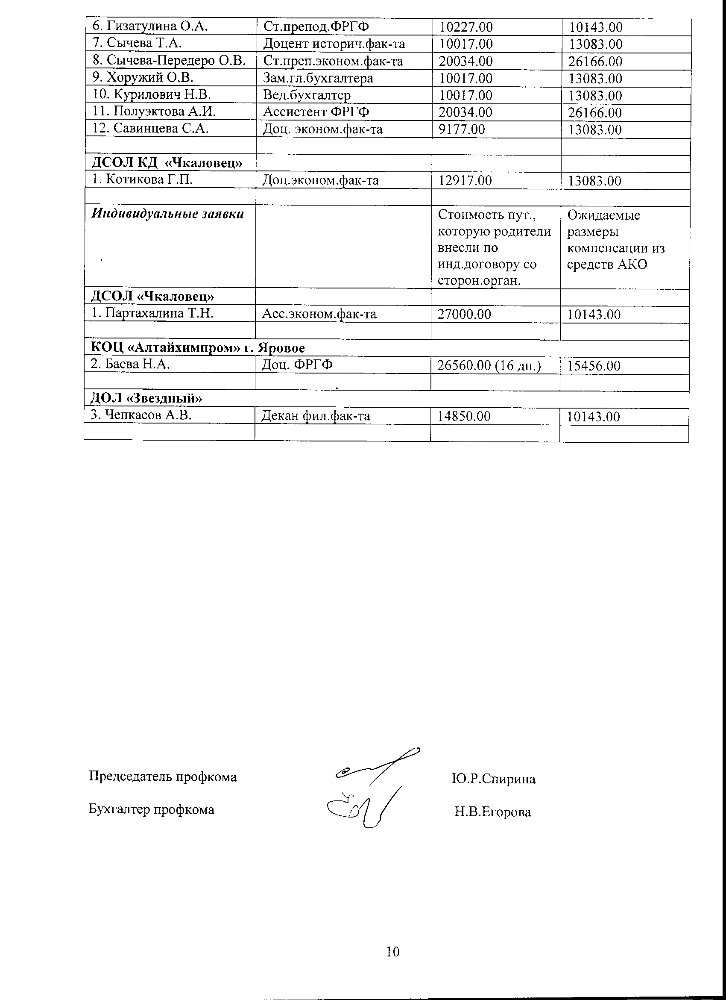 6. Гизатулина О.А. Ст.препод.ФРГФ 10227.00 10143.00
7. Сычева Т.А. Доцент историч.фак-та 10017.00 13083.00
8. Сычева-Передеро О.В. Ст.преп.эконом.фак-та 20034.00 26166.00
9. Хоружий О.В. Зам.гл.бухгалтера 10017.00 13083.00
10. Курилович Н.В. Вед.бухгалтер 10017.00 13083.00
11. Полуэктова А.И. Ассистент ФРГФ 20034.00 26166.00
12. Савинцева С.А. Доц. эконом.фак-та 9177.00 13083.00
ДСОЛ КД «Чкаловец»
1. Котикова Г.П. Доц.эконом.фак-та 12917.00 13083.00
Индивидуальные заявки
Стоимость пут.,
которую родители
внесли по
инд.договору со
сторон.орган.
Ожидаемые
размеры
компенсации из
средств АКО
ДСОЛ «Чкаловец»
1. Партахалина Т.Н. Асс.эконом.фак-та 27000.00 10143.00
КОЦ «Алтайхимпром» г. Яровое
2. Баева Н.А. Доц. ФРГФ 26560.00 (16 дн.) 15456.00
ДОЛ «Звездный»
3. Чепкасов А.В. Декан фил.фак-та 14850.00 10143.00
Председатель профкома Ю.Р.Спирина
Бухгалтер профкома Н.В.Егорова
10